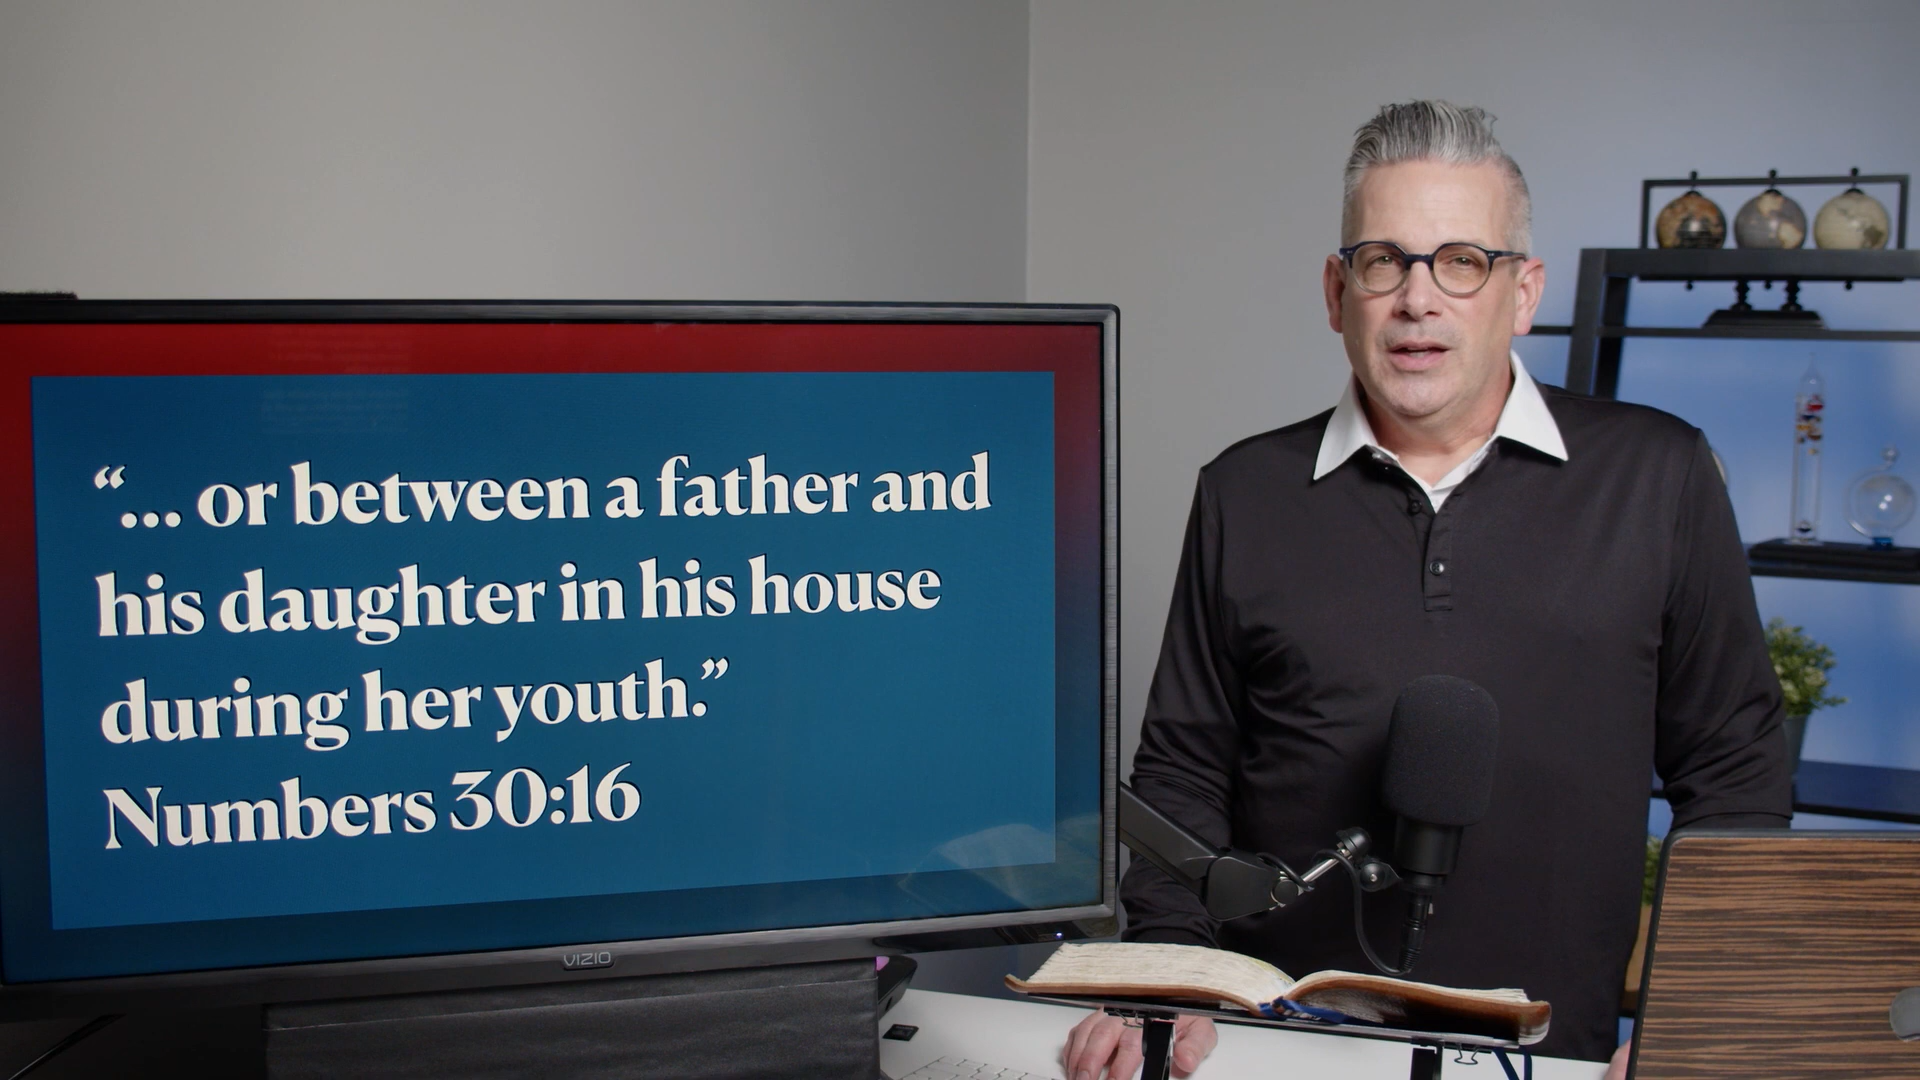 “... or between a father and
his daughter in his house
during her youth.”
Numbers 30:16
VIZIO